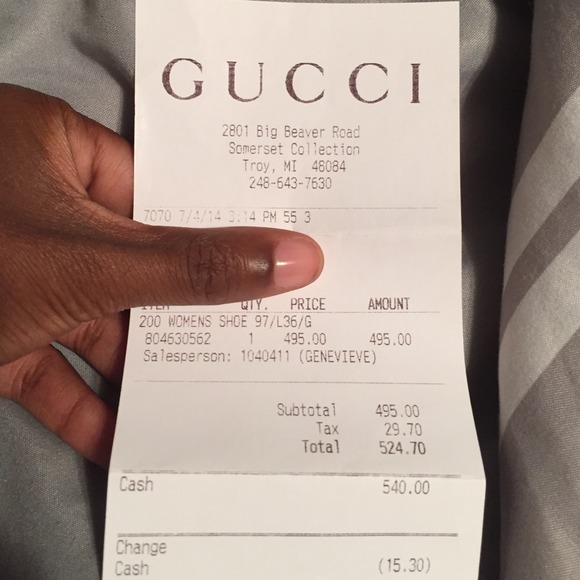 GUCCI
2801 Big Beaver Road
Somerset Collection
Troy, MI 48084
248-643-7630
7070 7/4/14 3:14 PM 55 3
ITEM QTY. PRICE AMOUNT
200 WOMENS SHOE 97/L36/G
804630562 1 495.00 495.00
Salesperson: 1040411 (GENEVIEVE)
Subtotal 495.00
Tax 29.70
Total 524.70
Cash 540.00
Change
Cash (15.30)